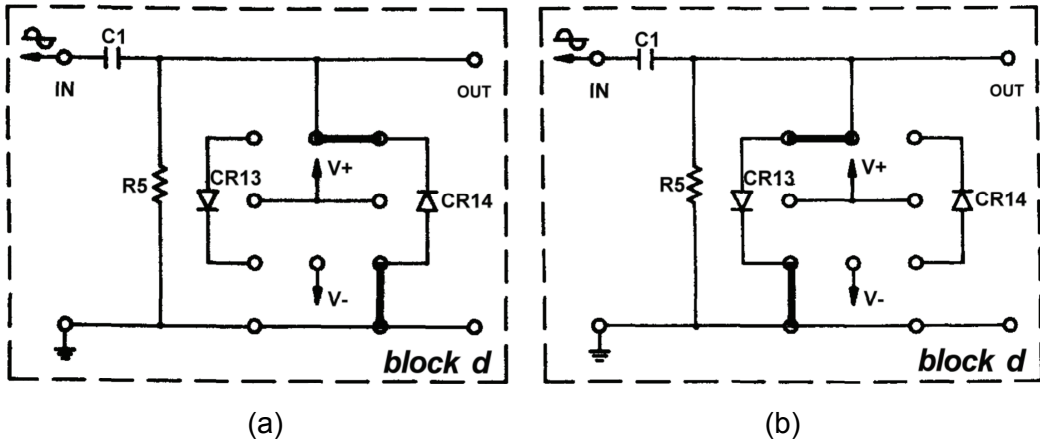 C1
IN
OUT
R5
CR13
V+
CR14
V-
block d
(a)
C1
IN
OUT
R5
CR13
V+
CR14
V-
block d
(b)